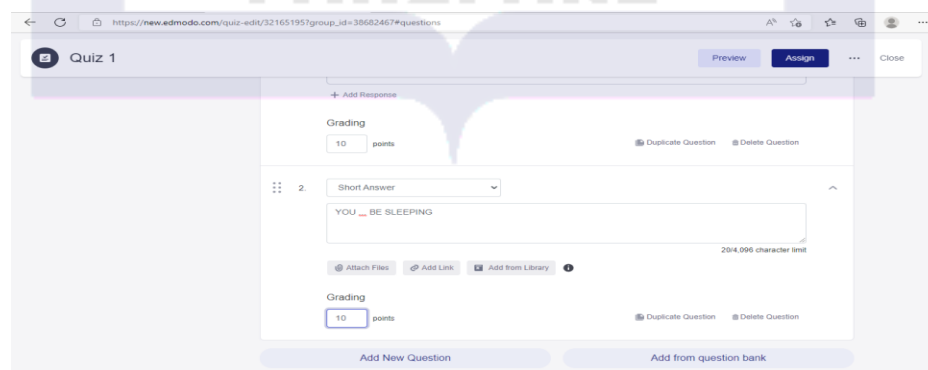 https://new.edmodo.com/quiz-edit/32165195?group_id=38682467#questions
Quiz 1
Preview
Assign
Close
+ Add Response
Grading
10 points
Duplicate Question
Delete Question
2. Short Answer
YOU __ BE SLEEPING
20/4,096 character limit
Attach Files
Add Link
Add from Library
Grading
10 points
Duplicate Question
Delete Question
Add New Question
Add from question bank